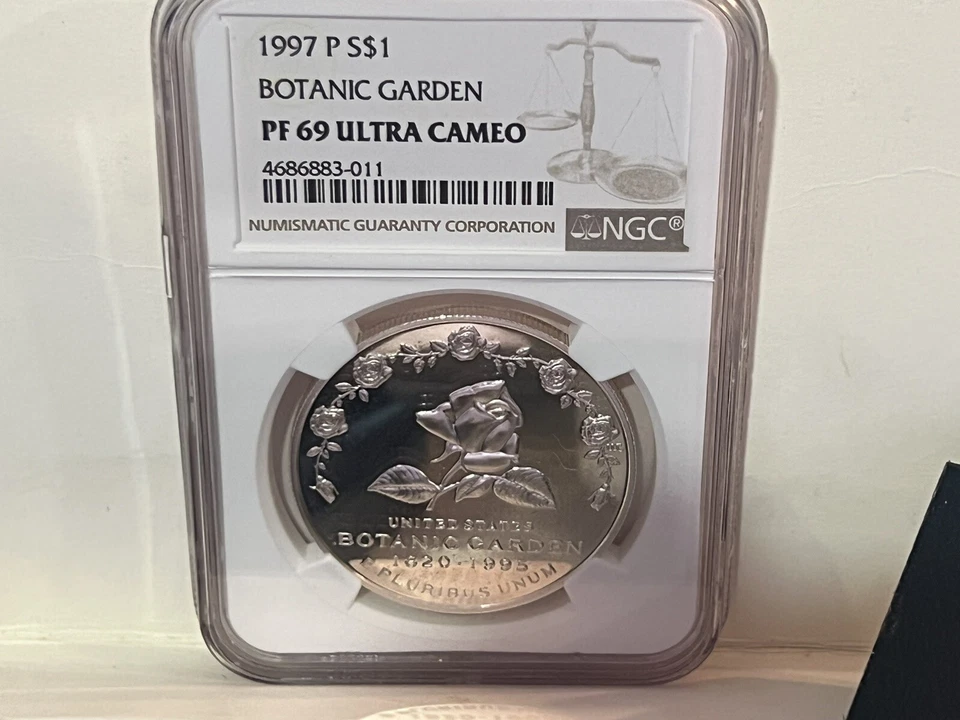 1997 P S$1
BOTANIC GARDEN
PF 69 ULTRA CAMEO
4686883-011
NUMISMATIC GUARANTY CORPORATION
NGC®
UNITED STATES
BOTANIC GARDEN
1820-1995
E PLURIBUS UNUM